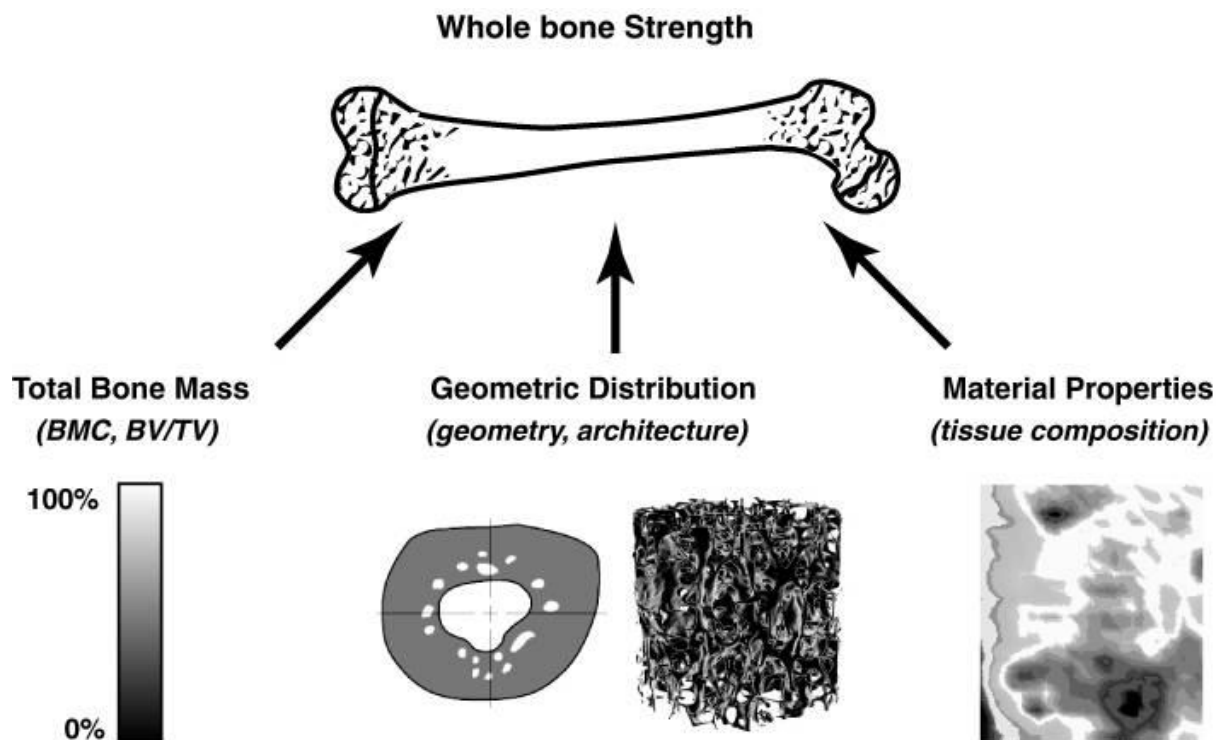 Whole bone Strength
Total Bone Mass
(BMC, BV/TV)
Geometric Distribution
(geometry, architecture)
Material Properties
(tissue composition)
100%
0%